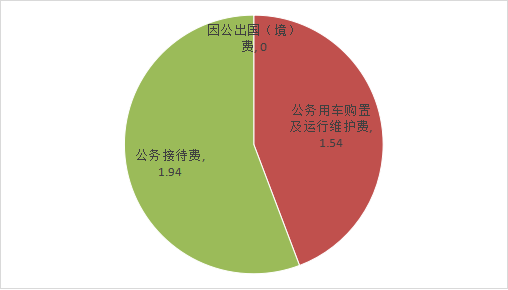 因公出国（境）
费, 0
公务用车购置
及运行维护费,
1.54
公务接待费,
1.94